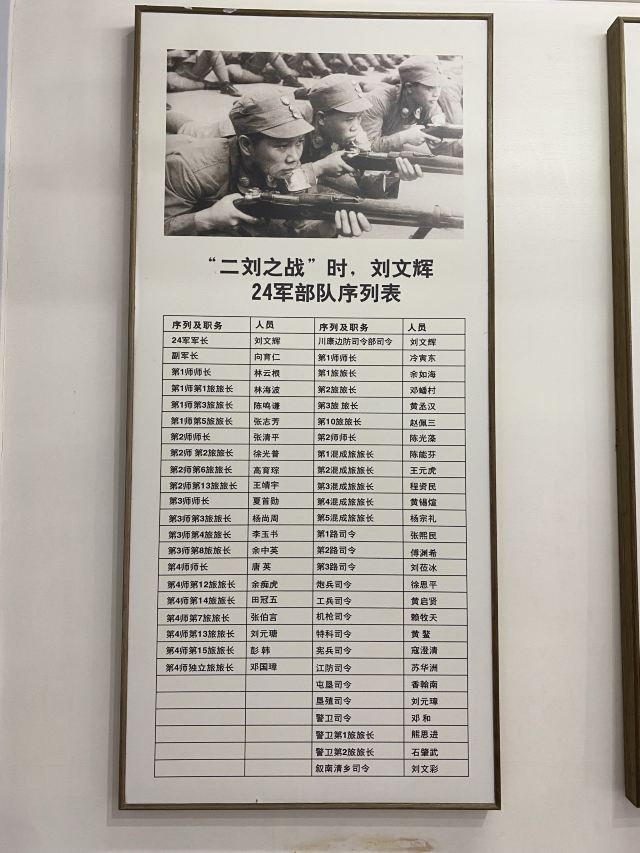 “二刘之战”时，刘文辉
24军部队序列表
序列及职务 人员 序列及职务 人员
24军军长 刘文辉 川康边防司令部司令 刘文辉
副军长 向育仁 第1师师长 冷寅东
第1师师长 林云根 第1旅旅长 余如海
第1师第1旅旅长 林海波 第2旅旅长 邓蟠村
第1师第3旅旅长 陈鸣谦 第3旅 旅长 黄丞汉
第1师第5旅旅长 张志芳 第10旅旅长 赵佩三
第2师师长 张清平 第2师师长 陈光藻
第2师 第2旅旅长 徐光普 第1混成旅旅长 陈能芬
第2师第6旅旅长 高育琮 第2混成旅旅长 王元虎
第2师第13旅旅长 王靖宇 第3混成旅旅长 程资民
第3师师长 夏首勋 第4混成旅旅长 黄锡煊
第3师第3旅旅长 杨尚周 第5混成旅旅长 杨宗礼
第3师第4旅旅长 李玉书 第1路司令 张熙民
第3师第8旅旅长 余中英 第2路司令 傅渊希
第4师师长 唐 英 第3路司令 刘莅冰
第4师第12旅旅长 余痴虎 炮兵司令 徐思平
第4师第14旅旅长 田冠五 工兵司令 黄启贤
第4师第7旅旅长 张伯言 机枪司令 赖牧天
第4师第13旅旅长 刘元瑭 特科司令 黄 鳌
第4师第15旅旅长 彭 韩 宪兵司令 寇澄清
第4师独立旅旅长 邓国璋 江防司令 苏华洲
屯垦司令 香翰南
垦殖司令 刘元璋
警卫司令 邓 和
警卫第1旅旅长 熊思进
警卫第2旅旅长 石肇武
叙南清乡司令 刘文彩